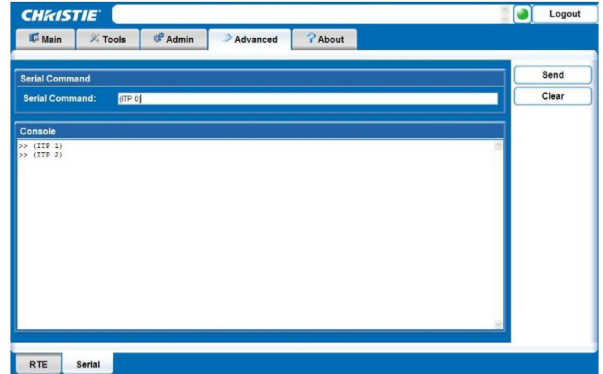 CHRISTIE
Logout
Main Tools Admin Advanced About
Serial Command
Send
Serial Command: (ITP 0)
Clear
Console
>> (ITP 1)
>> (ITP 2)
RTE Serial